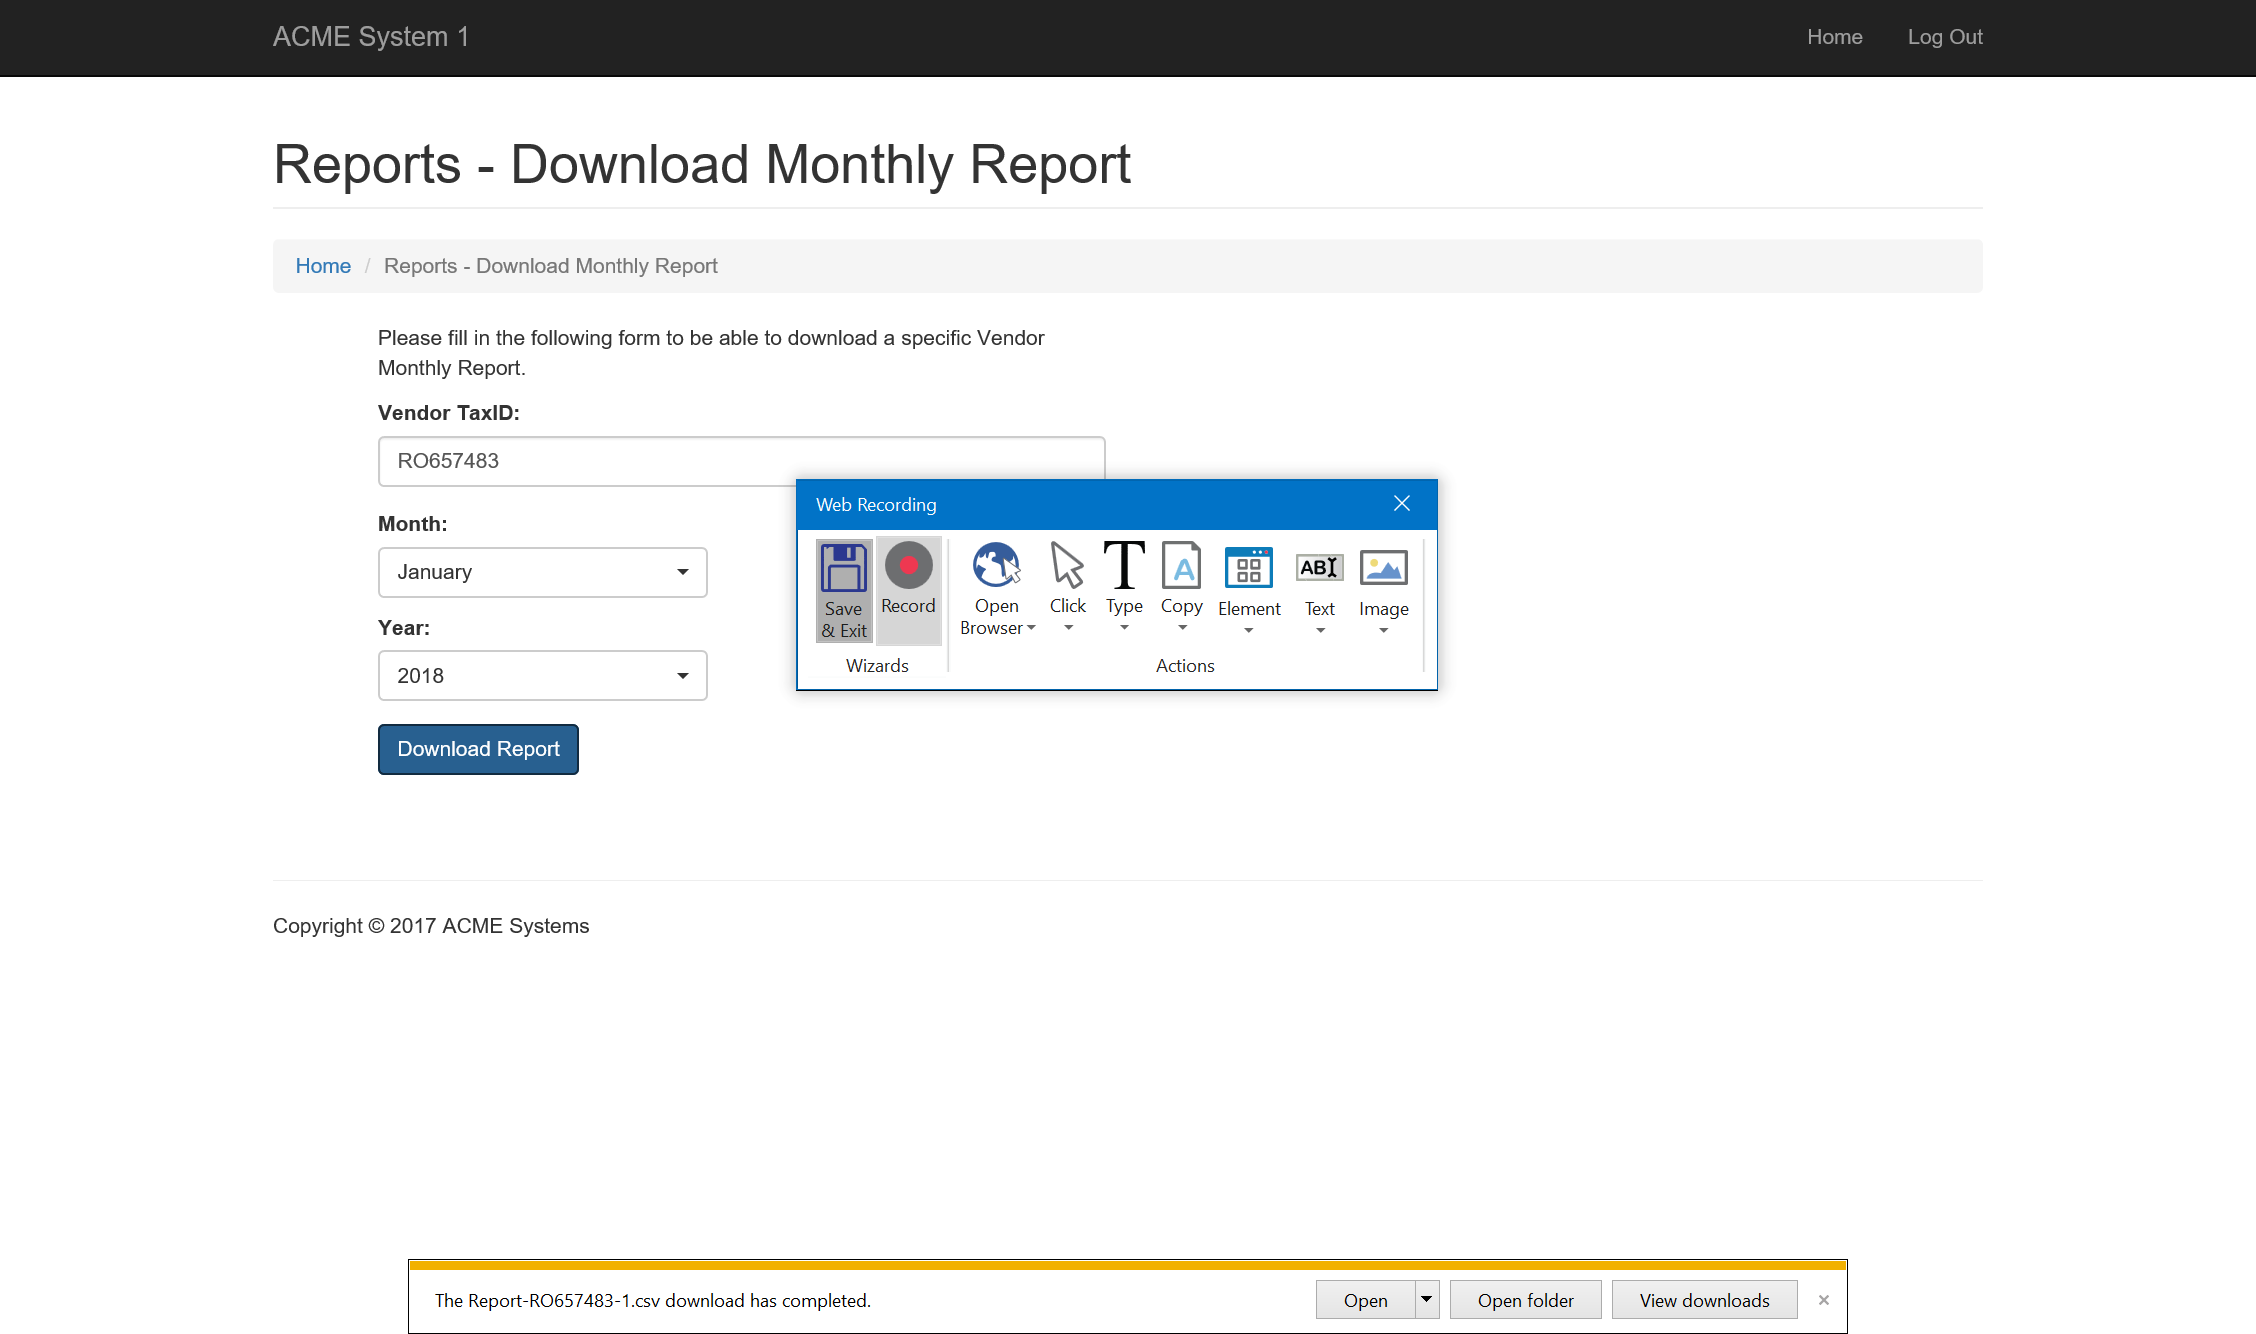 ACME System 1 Home Log Out
Reports - Download Monthly Report
Home / Reports - Download Monthly Report
Please fill in the following form to be able to download a specific Vendor
Monthly Report.
Vendor TaxID:
RO657483
Month:
January
Year:
2018
Download Report
Web Recording
Save & Exit
Record
Wizards
Open Browser
Click
Type
Copy
Element
Text
Image
Actions
Copyright © 2017 ACME Systems
The Report-RO657483-1.csv download has completed. Open Open folder View downloads